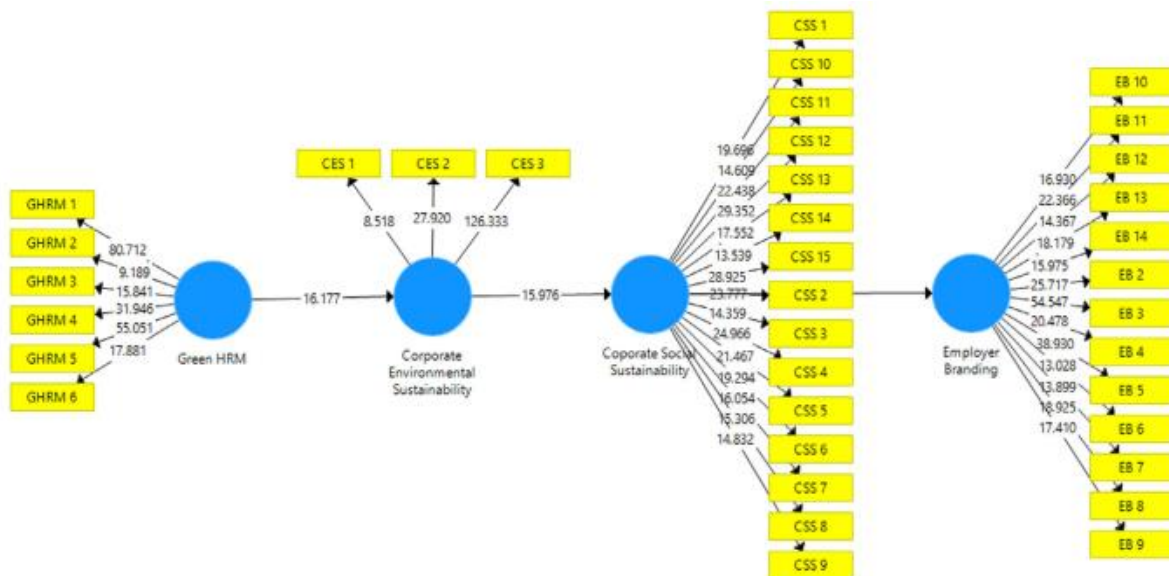 GHRM 1
GHRM 2
GHRM 3
GHRM 4
GHRM 5
GHRM 6
80.712
9.189
15.841
31.946
55.051
17.881
Green HRM
16.177
CES 1
CES 2
CES 3
8.518
27.920
126.333
Corporate
Environmental
Sustainability
15.976
Coporate Social
Sustainability
19.696
14.609
22.438
29.352
17.552
13.539
28.925
23.777
14.359
24.966
21.467
19.294
16.054
15.306
14.832
CSS 1
CSS 10
CSS 11
CSS 12
CSS 13
CSS 14
CSS 15
CSS 2
CSS 3
CSS 4
CSS 5
CSS 6
CSS 7
CSS 8
CSS 9
Employer
Branding
16.930
22.366
14.367
18.179
15.975
25.717
54.547
20.478
38.930
13.028
13.899
18.925
17.410
EB 10
EB 11
EB 12
EB 13
EB 14
EB 2
EB 3
EB 4
EB 5
EB 6
EB 7
EB 8
EB 9